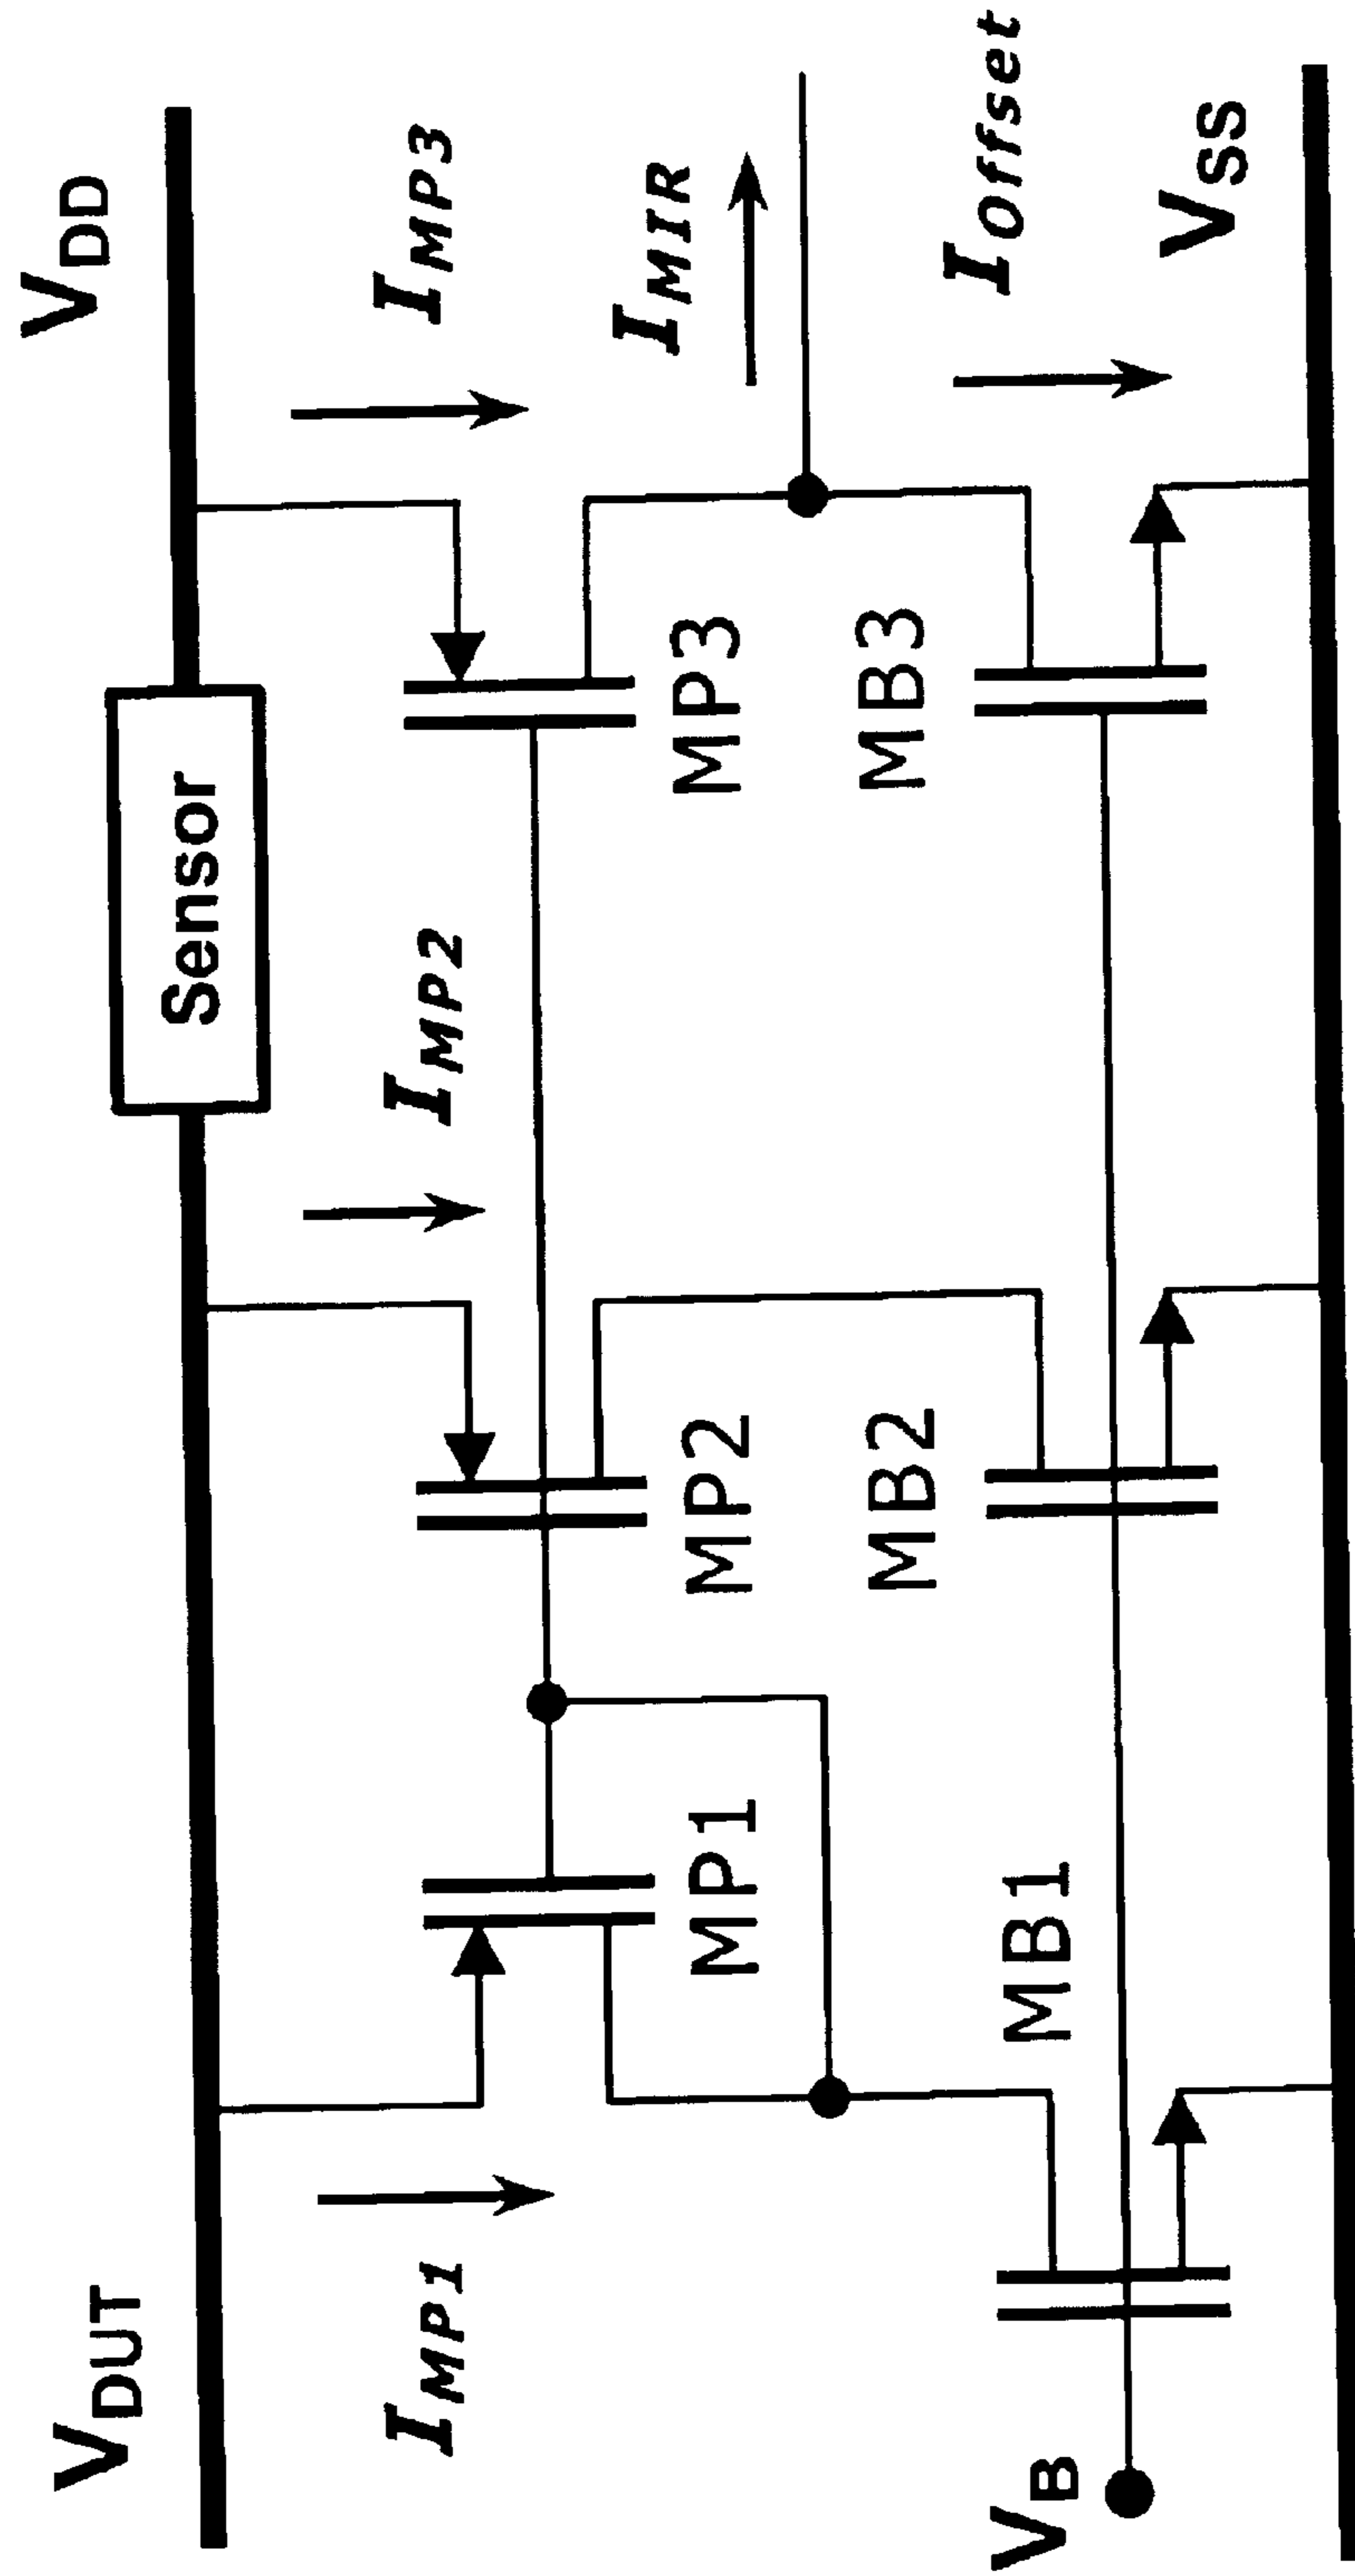 V_DUT
V_DD
Sensor
I_MP1
I_MP2
I_MP3
I_MIR
MP1
MP2
MP3
I_Offset
MB1
MB2
MB3
V_B
V_SS